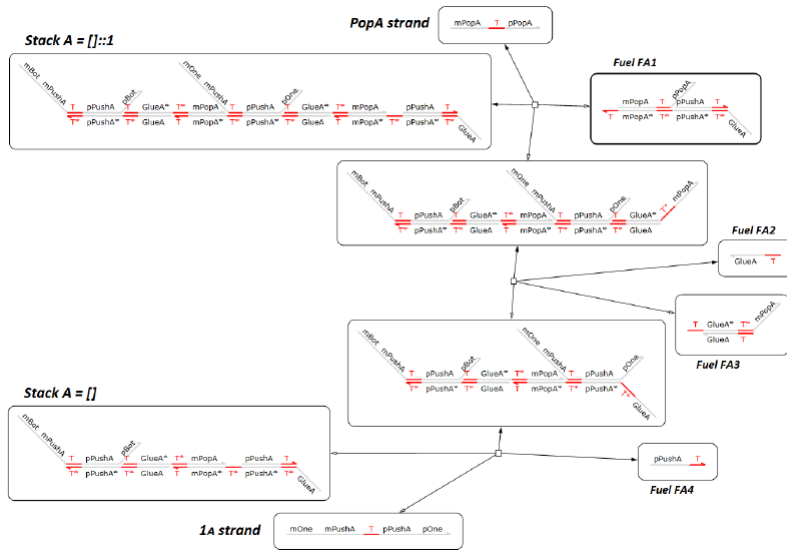 PopA strand
mPopA T pPopA
Stack A = []::1
mBot mPushA T pPushA pBot T GlueA* T* mPopA mOne mPushA T pPushA pOne T GlueA* T* mPopA pPushA T
T* pPushA* T* GlueA T mPopA* T* pPushA* T* GlueA T mPopA* T* pPushA* T* GlueA
Fuel FA1
mPopA T pPopA pPushA T
T mPopA* T* pPushA* T* GlueA
mBot mPushA T pPushA pBot T GlueA* T* mPopA mOne mPushA T pPushA pOne T GlueA* T* mPopA
T* pPushA* T* GlueA T mPopA* T* pPushA* T* GlueA
Fuel FA2
GlueA T
T GlueA* T* mPopA
GlueA T
Fuel FA3
mBot mPushA T pPushA pBot T GlueA* T* mPopA mOne mPushA T pPushA pOne
T* pPushA* T* GlueA T mPopA* T* pPushA* T* GlueA
Stack A = []
mBot mPushA T pPushA pBot T GlueA* T* mPopA pPushA T
T* pPushA* T* GlueA T mPopA* T* pPushA* T* GlueA
pPushA T
Fuel FA4
1A strand
mOne mPushA T pPushA pOne